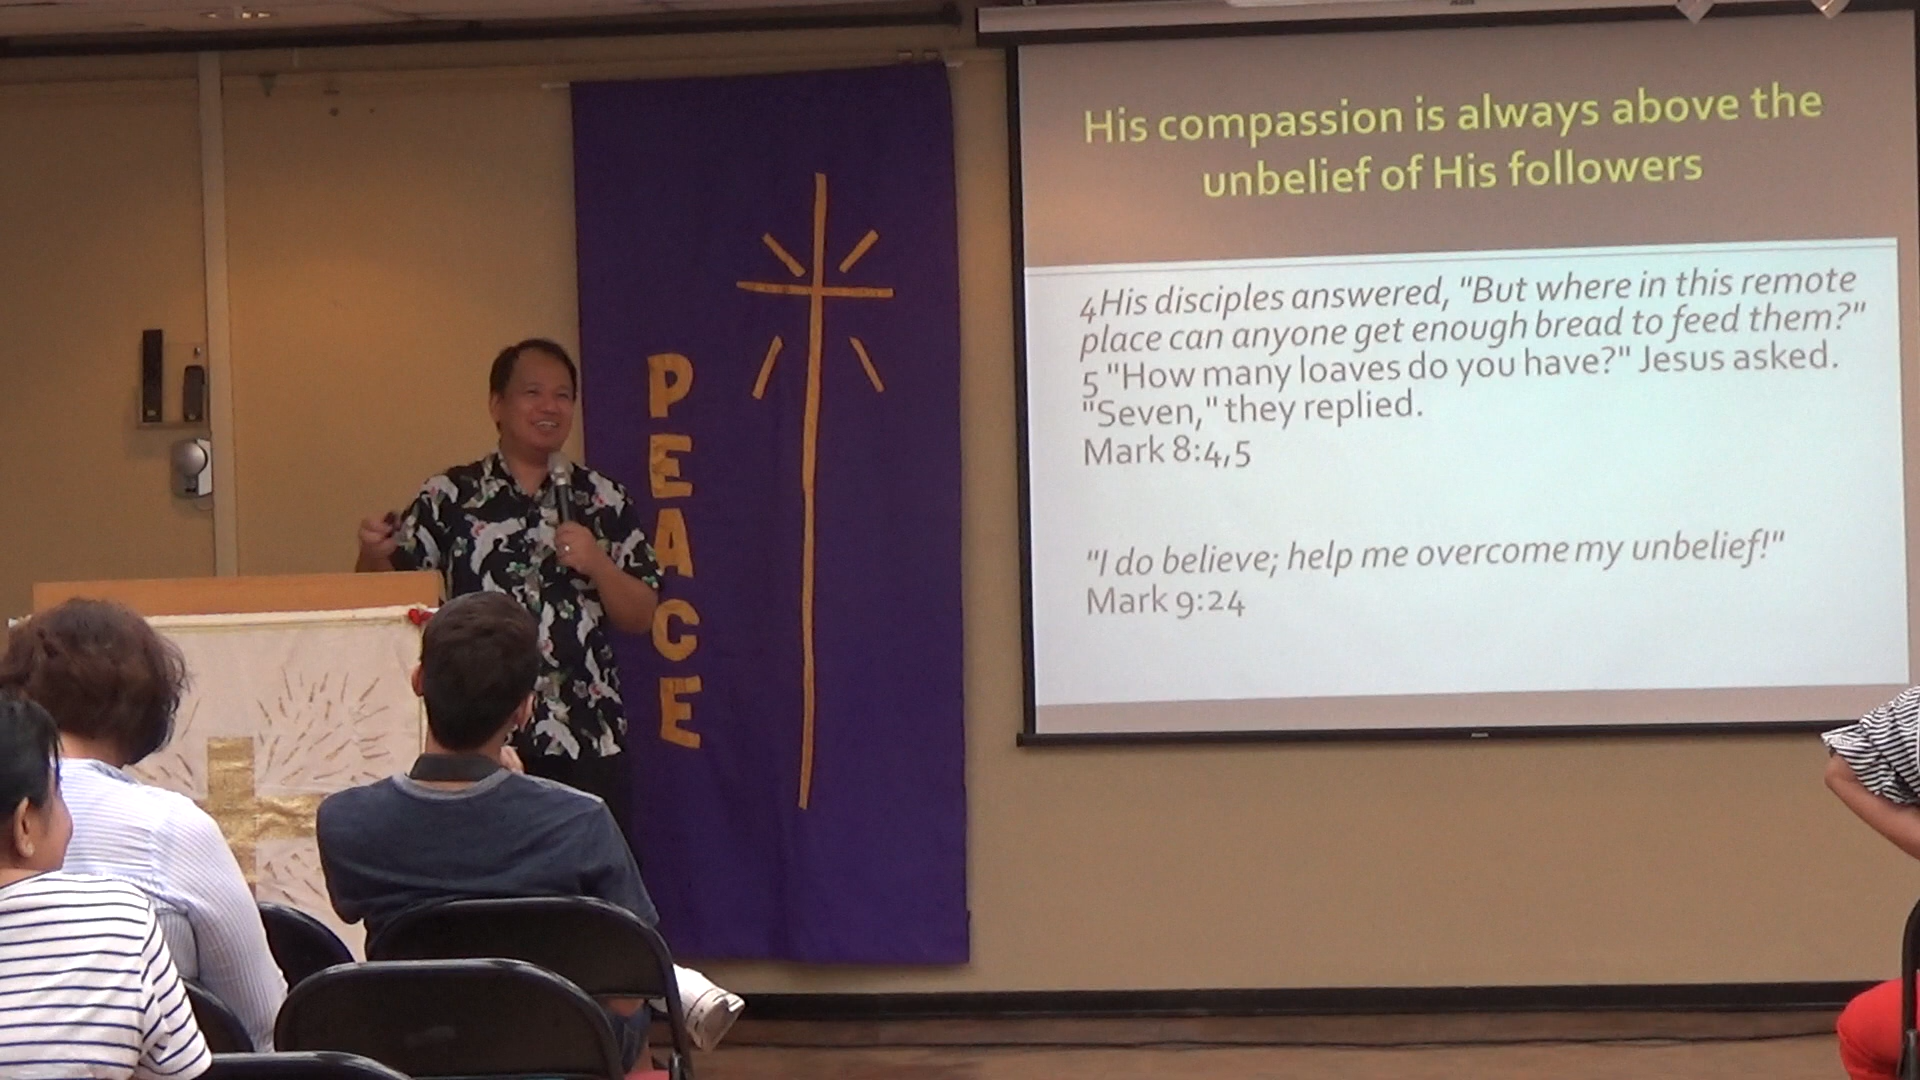 PEACE
His compassion is always above the
unbelief of His followers
4His disciples answered, "But where in this remote
place can anyone get enough bread to feed them?"
5 "How many loaves do you have?" Jesus asked.
"Seven," they replied.
Mark 8:4,5
"I do believe; help me overcome my unbelief!"
Mark 9:24